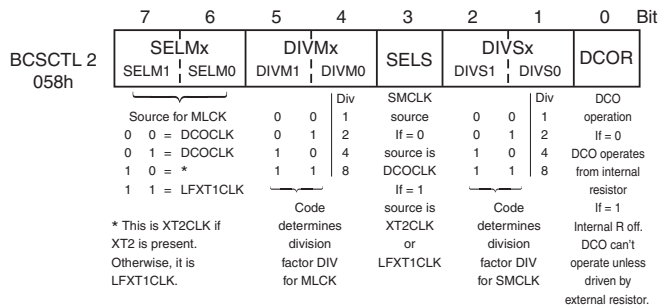 7 6 5 4 3 2 1 0 Bit
BCSCTL 2
058h
SELMx DIVMx SELS DIVSx DCOR
SELM1 SELM0 DIVM1 DIVM0 DIVS1 DIVS0
Source for MLCK
0 0 = DCOCLK
0 1 = DCOCLK
1 0 = *
1 1 = LFXT1CLK
* This is XT2CLK if
XT2 is present.
Otherwise, it is
LFXT1CLK.
Div
0 0 1
0 1 2
1 0 4
1 1 8
Code
determines
division
factor DIV
for MLCK
SMCLK
source
If = 0
source is
DCOCLK
If = 1
source is
XT2CLK
or
LFXT1CLK
Div
0 0 1
0 1 2
1 0 4
1 1 8
Code
determines
division
factor DIV
for SMCLK
DCO
operation
If = 0
DCO operates
from internal
resistor
If = 1
Internal R off.
DCO can't
operate unless
driven by
external resistor.